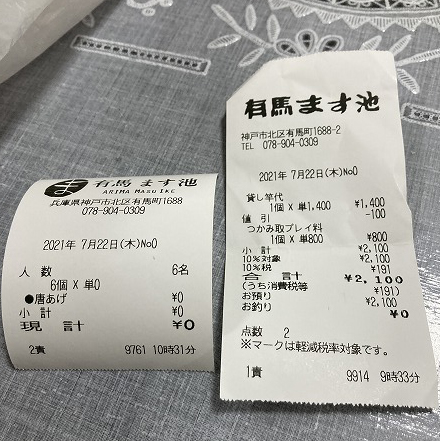 有馬ます池
ARIMA MASU IKE
兵庫県神戸市北区有馬町1688
078-904-0309
2021年 7月22日(木)No0
人 数 6名
6個 X 単0
●唐あげ ¥0
小 計 ¥0
現 計 ¥0
2責 9761 10時31分
有馬ます池
神戸市北区有馬町1688-2
TEL 078-904-0309
2021年 7月22日(木)No0
貸し竿代
1個 X 単1,400 ¥1,400
値 引 -100
つかみ取プレイ料
1個 X 単800 ¥800
小 計 ¥2,100
10%対象 ¥2,100
10%税 ¥191
合 計 ¥2,100
(うち消費税等 ¥191)
お預り ¥2,100
お釣り ¥0
点数 2
※マークは軽減税率対象です。
1責 9914 9時33分